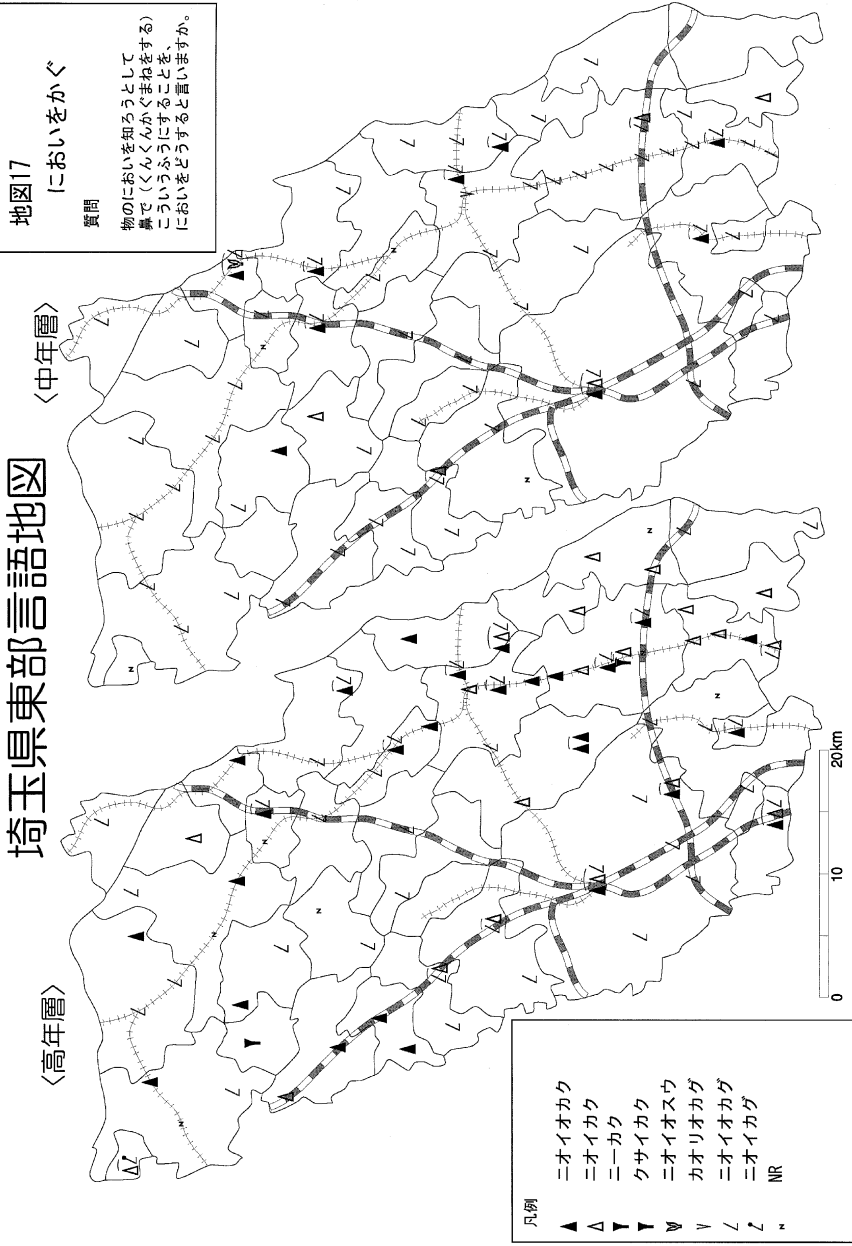 埼玉県東部言語地図
地図17
においをかぐ
質問
物のにおいを知ろうとして
鼻で（くんくんかぐまねをする）
こういうふうにすることを、
においをどうすると言いますか。
〈高年層〉
〈中年層〉
凡例
ニオイオカク
ニオイカク
ニーカク
クサイカク
ニオイオスウ
カオリオカグ
ニオイオカグ
ニオイカグ
N NR
0 10 20km